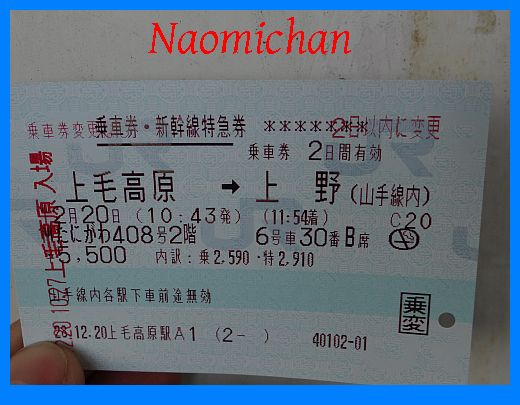 Naomichan
乗車券・新幹線特急券 *******
乗車券変更 2日以内に変更
乗車券 2日間有効
上毛高原 → 上野(山手線内)
2月20日 (10:43発) (11:54着) C20
たにがわ408号2階 6号車30番B席
5,500 内訳:乗2,590・特2,910
山手線内各駅下車前途無効
乗変
上毛高原 入場
12.20上毛高原駅A1 (2- ) 40102-01